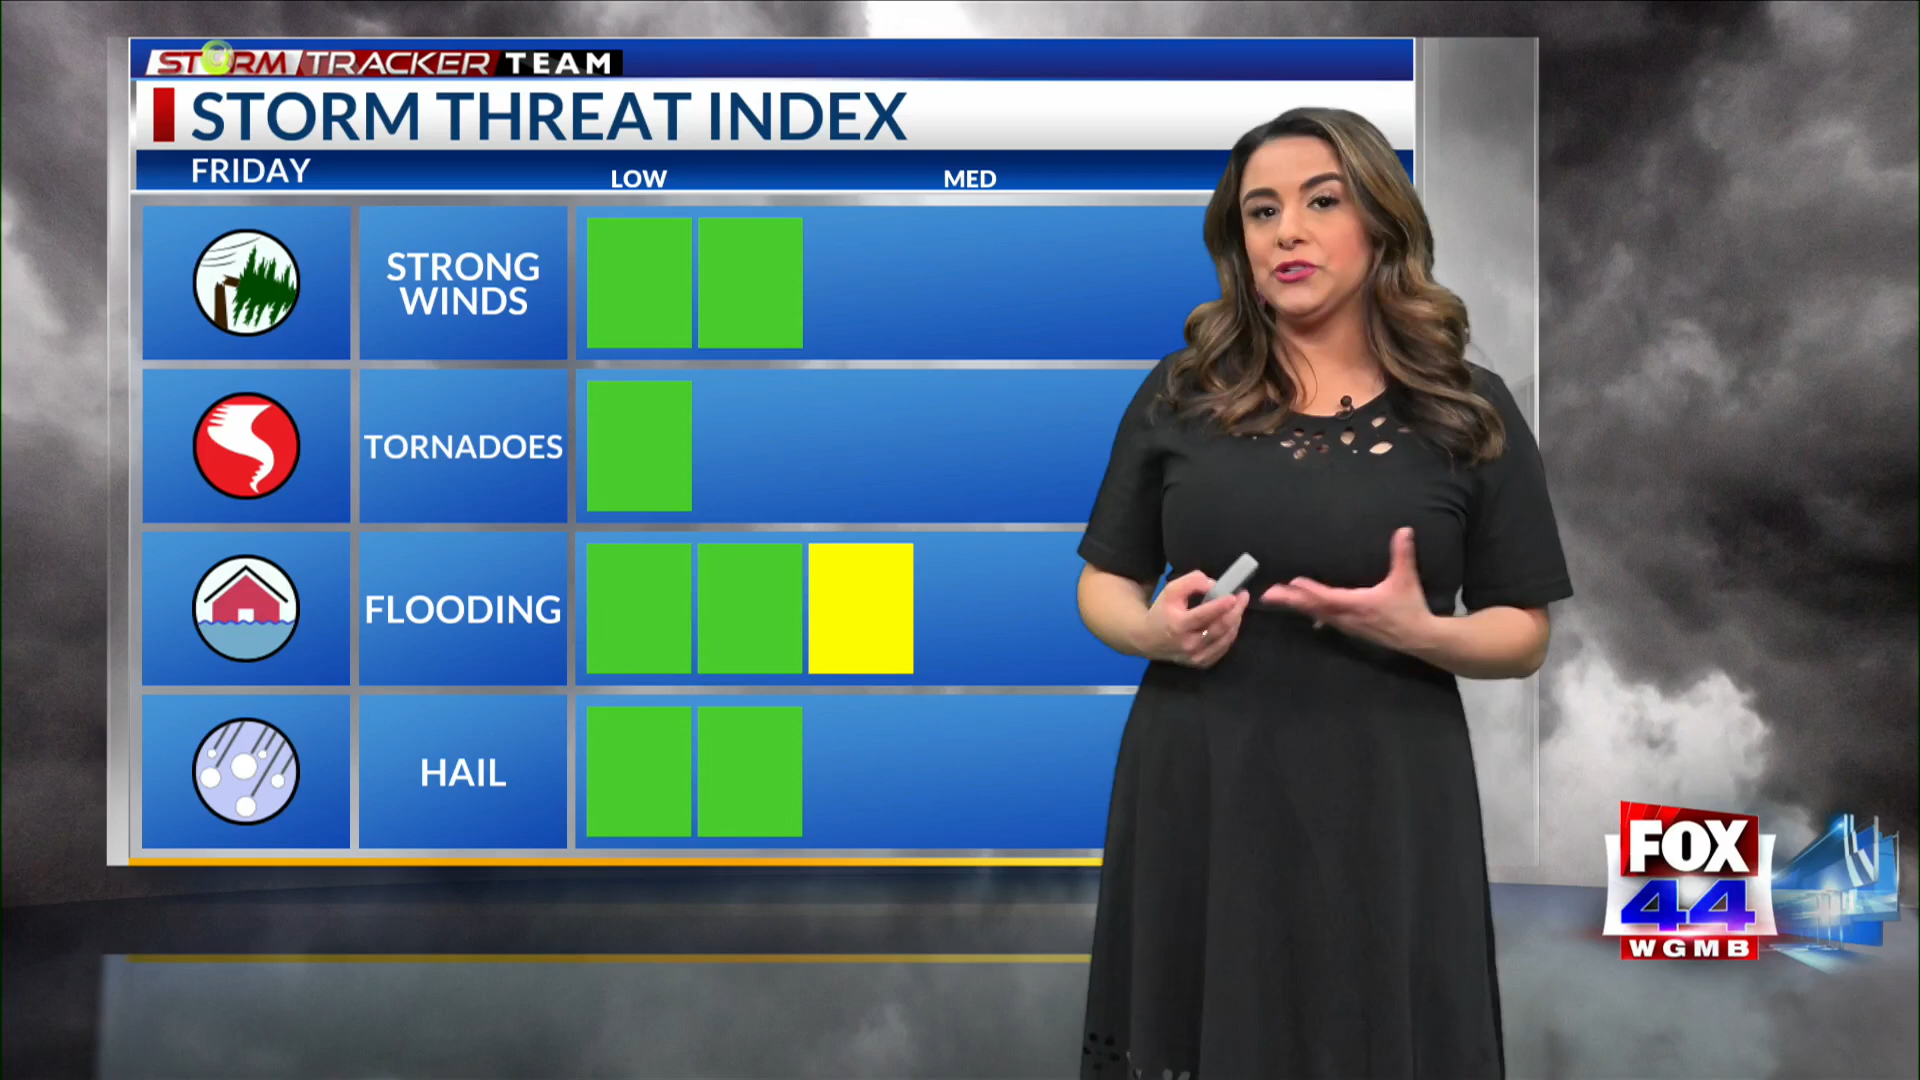 STORM TRACKER TEAM
STORM THREAT INDEX
FRIDAY LOW MED
STRONG
WINDS
TORNADOES
FLOODING
HAIL
FOX
44
WGMB